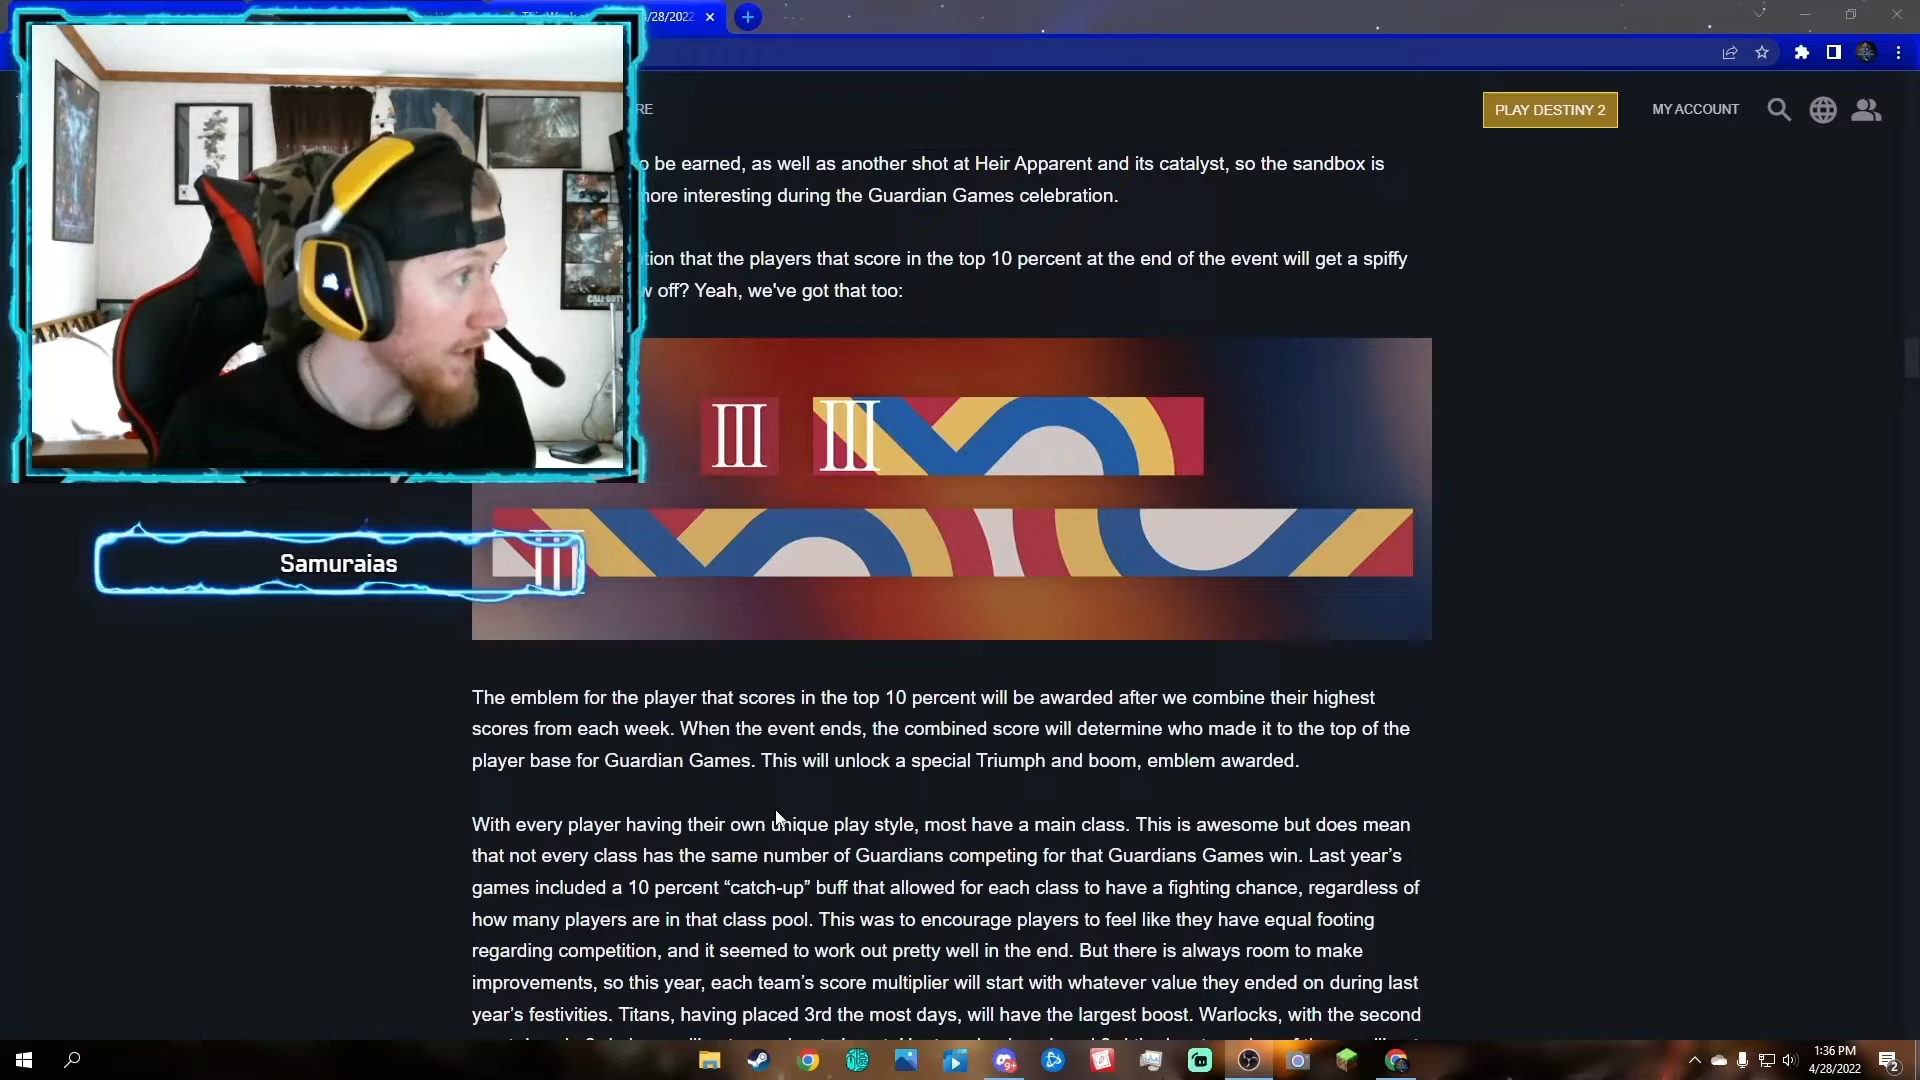 /28/2022
RE
PLAY DESTINY 2
MY ACCOUNT
o be earned, as well as another shot at Heir Apparent and its catalyst, so the sandbox is
more interesting during the Guardian Games celebration.
tion that the players that score in the top 10 percent at the end of the event will get a spiffy
w off? Yeah, we've got that too:
CALL OF DUTY
III
III
III
Samuraias
The emblem for the player that scores in the top 10 percent will be awarded after we combine their highest
scores from each week. When the event ends, the combined score will determine who made it to the top of the
player base for Guardian Games. This will unlock a special Triumph and boom, emblem awarded.
With every player having their own unique play style, most have a main class. This is awesome but does mean
that not every class has the same number of Guardians competing for that Guardians Games win. Last year’s
games included a 10 percent “catch-up” buff that allowed for each class to have a fighting chance, regardless of
how many players are in that class pool. This was to encourage players to feel like they have equal footing
regarding competition, and it seemed to work out pretty well in the end. But there is always room to make
improvements, so this year, each team’s score multiplier will start with whatever value they ended on during last
year’s festivities. Titans, having placed 3rd the most days, will have the largest boost. Warlocks, with the second
9+
1:36 PM
4/28/2022
2